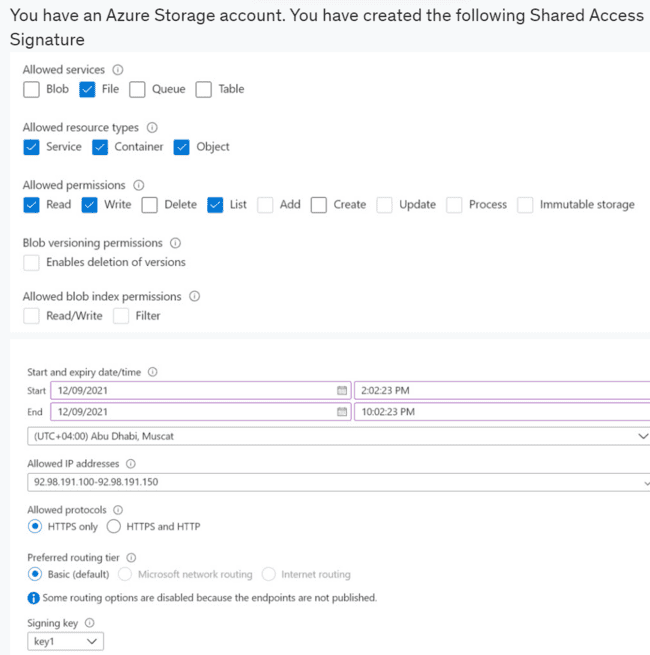 You have an Azure Storage account. You have created the following Shared Access
Signature
Allowed services
Blob File Queue Table
Allowed resource types
Service Container Object
Allowed permissions
Read Write Delete List Add Create Update Process Immutable storage
Blob versioning permissions
Enables deletion of versions
Allowed blob index permissions
Read/Write Filter
Start and expiry date/time
Start 12/09/2021 2:02:23 PM
End 12/09/2021 10:02:23 PM
(UTC+04:00) Abu Dhabi, Muscat
Allowed IP addresses
92.98.191.100-92.98.191.150
Allowed protocols
HTTPS only HTTPS and HTTP
Preferred routing tier
Basic (default) Microsoft network routing Internet routing
Some routing options are disabled because the endpoints are not published.
Signing key
key1